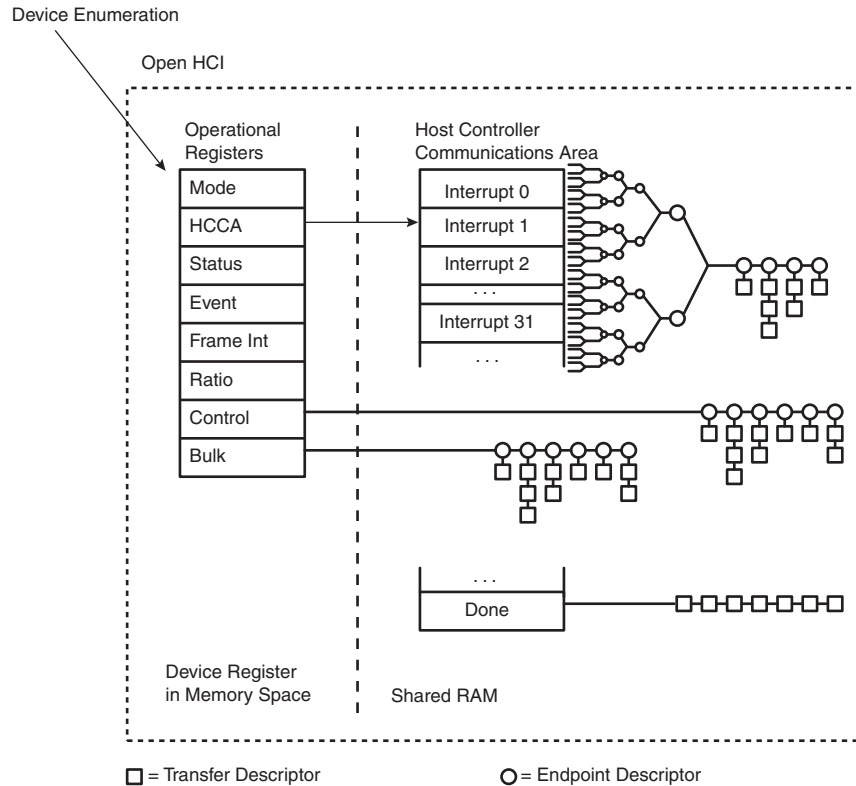 Device Enumeration
Open HCI
Operational
Registers
Mode
HCCA
Status
Event
Frame Int
Ratio
Control
Bulk
Host Controller
Communications Area
Interrupt 0
Interrupt 1
Interrupt 2
. . .
Interrupt 31
. . .
. . .
Done
Device Register
in Memory Space
Shared RAM
= Transfer Descriptor
= Endpoint Descriptor